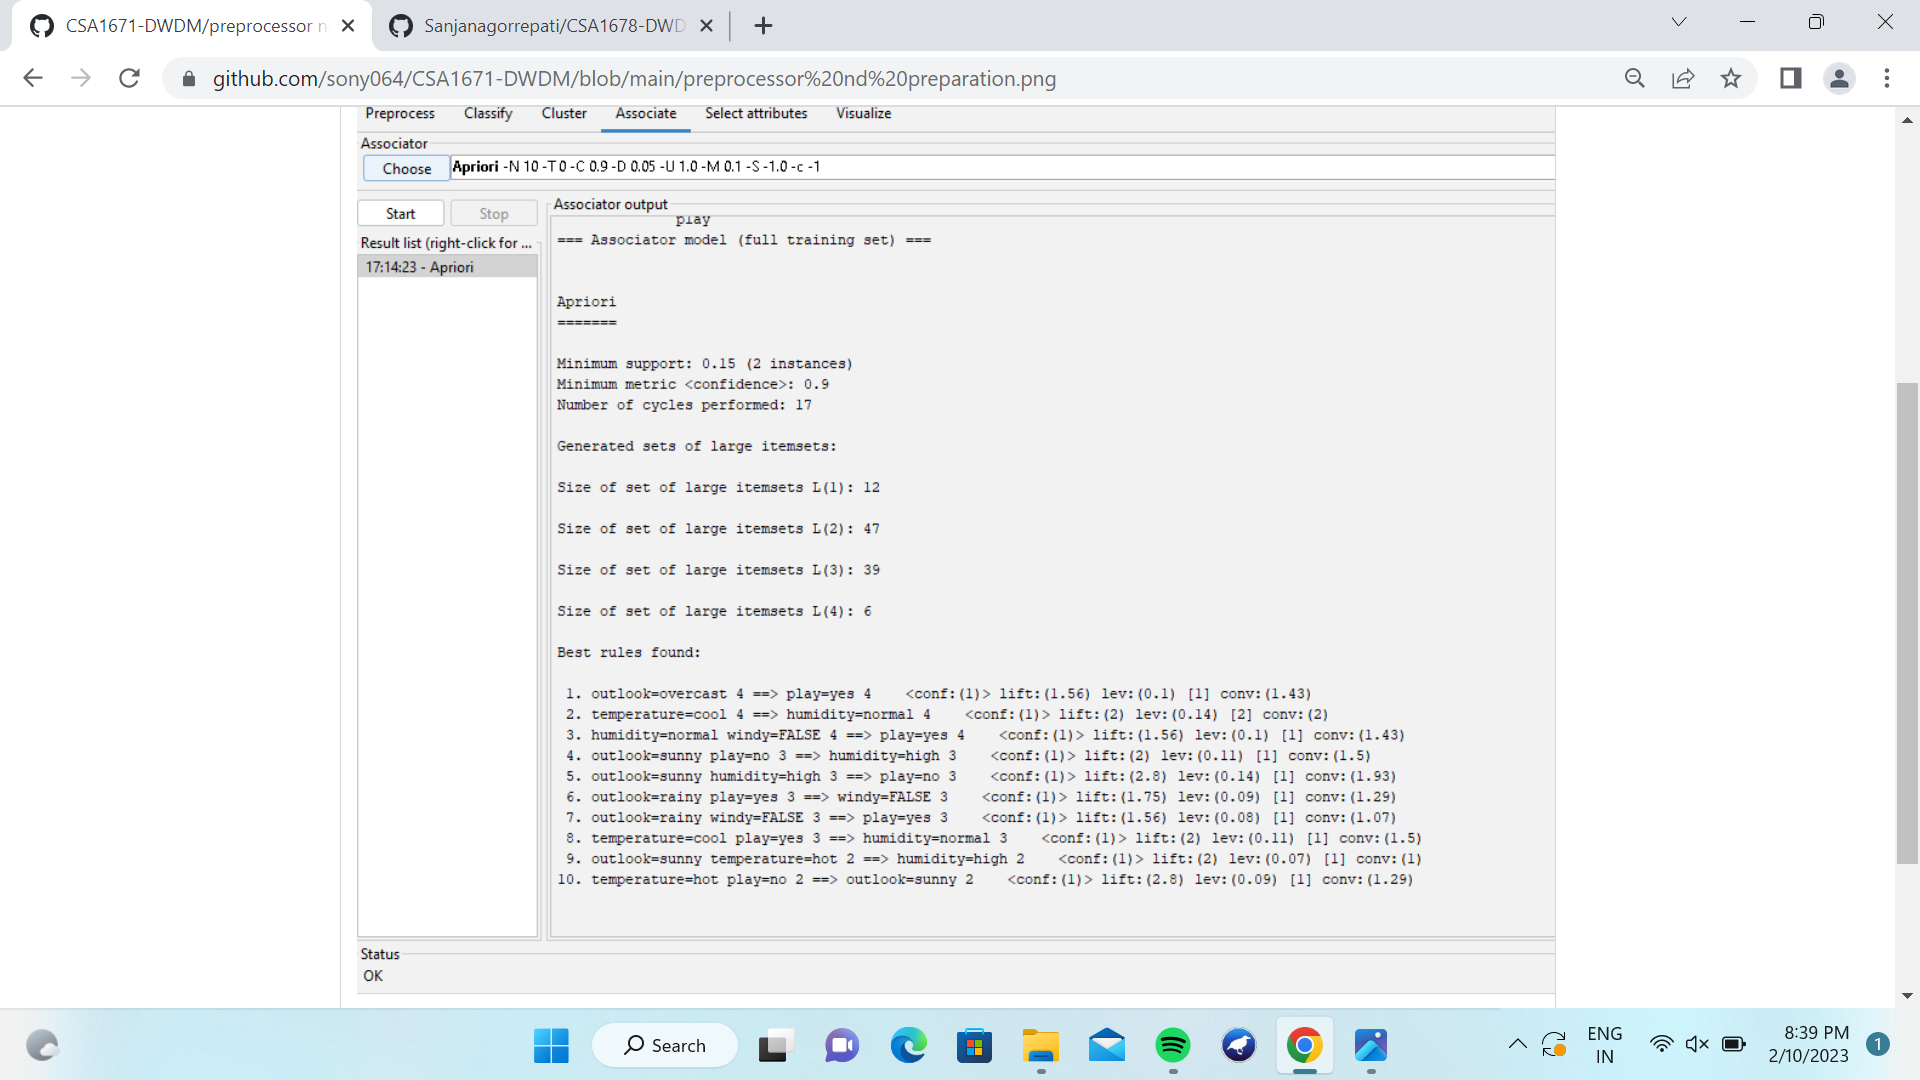 CSA1671-DWDM/preprocessor n
Sanjanagorrepati/CSA1678-DWD
github.com/sony064/CSA1671-DWDM/blob/main/preprocessor%20nd%20preparation.png
Preprocess Classify Cluster Associate Select attributes Visualize
Associator
Choose Apriori -N 10 -T 0 -C 0.9 -D 0.05 -U 1.0 -M 0.1 -S -1.0 -c -1
Start Stop
Associator output
Result list (right-click for ...
17:14:23 - Apriori
play
=== Associator model (full training set) ===
Apriori
=======
Minimum support: 0.15 (2 instances)
Minimum metric <confidence>: 0.9
Number of cycles performed: 17
Generated sets of large itemsets:
Size of set of large itemsets L(1): 12
Size of set of large itemsets L(2): 47
Size of set of large itemsets L(3): 39
Size of set of large itemsets L(4): 6
Best rules found:
1. outlook=overcast 4 ==> play=yes 4 <conf:(1)> lift:(1.56) lev:(0.1) [1] conv:(1.43)
2. temperature=cool 4 ==> humidity=normal 4 <conf:(1)> lift:(2) lev:(0.14) [2] conv:(2)
3. humidity=normal windy=FALSE 4 ==> play=yes 4 <conf:(1)> lift:(1.56) lev:(0.1) [1] conv:(1.43)
4. outlook=sunny play=no 3 ==> humidity=high 3 <conf:(1)> lift:(2) lev:(0.11) [1] conv:(1.5)
5. outlook=sunny humidity=high 3 ==> play=no 3 <conf:(1)> lift:(2.8) lev:(0.14) [1] conv:(1.93)
6. outlook=rainy play=yes 3 ==> windy=FALSE 3 <conf:(1)> lift:(1.75) lev:(0.09) [1] conv:(1.29)
7. outlook=rainy windy=FALSE 3 ==> play=yes 3 <conf:(1)> lift:(1.56) lev:(0.08) [1] conv:(1.07)
8. temperature=cool play=yes 3 ==> humidity=normal 3 <conf:(1)> lift:(2) lev:(0.11) [1] conv:(1.5)
9. outlook=sunny temperature=hot 2 ==> humidity=high 2 <conf:(1)> lift:(2) lev:(0.07) [1] conv:(1)
10. temperature=hot play=no 2 ==> outlook=sunny 2 <conf:(1)> lift:(2.8) lev:(0.09) [1] conv:(1.29)
Status
OK
Search
ENG
IN
8:39 PM
2/10/2023
1